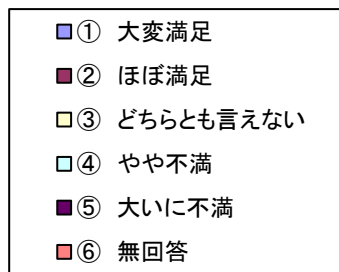 ① 大変満足
② ほぼ満足
③ どちらとも言えない
④ やや不満
⑤ 大いに不満
⑥ 無回答